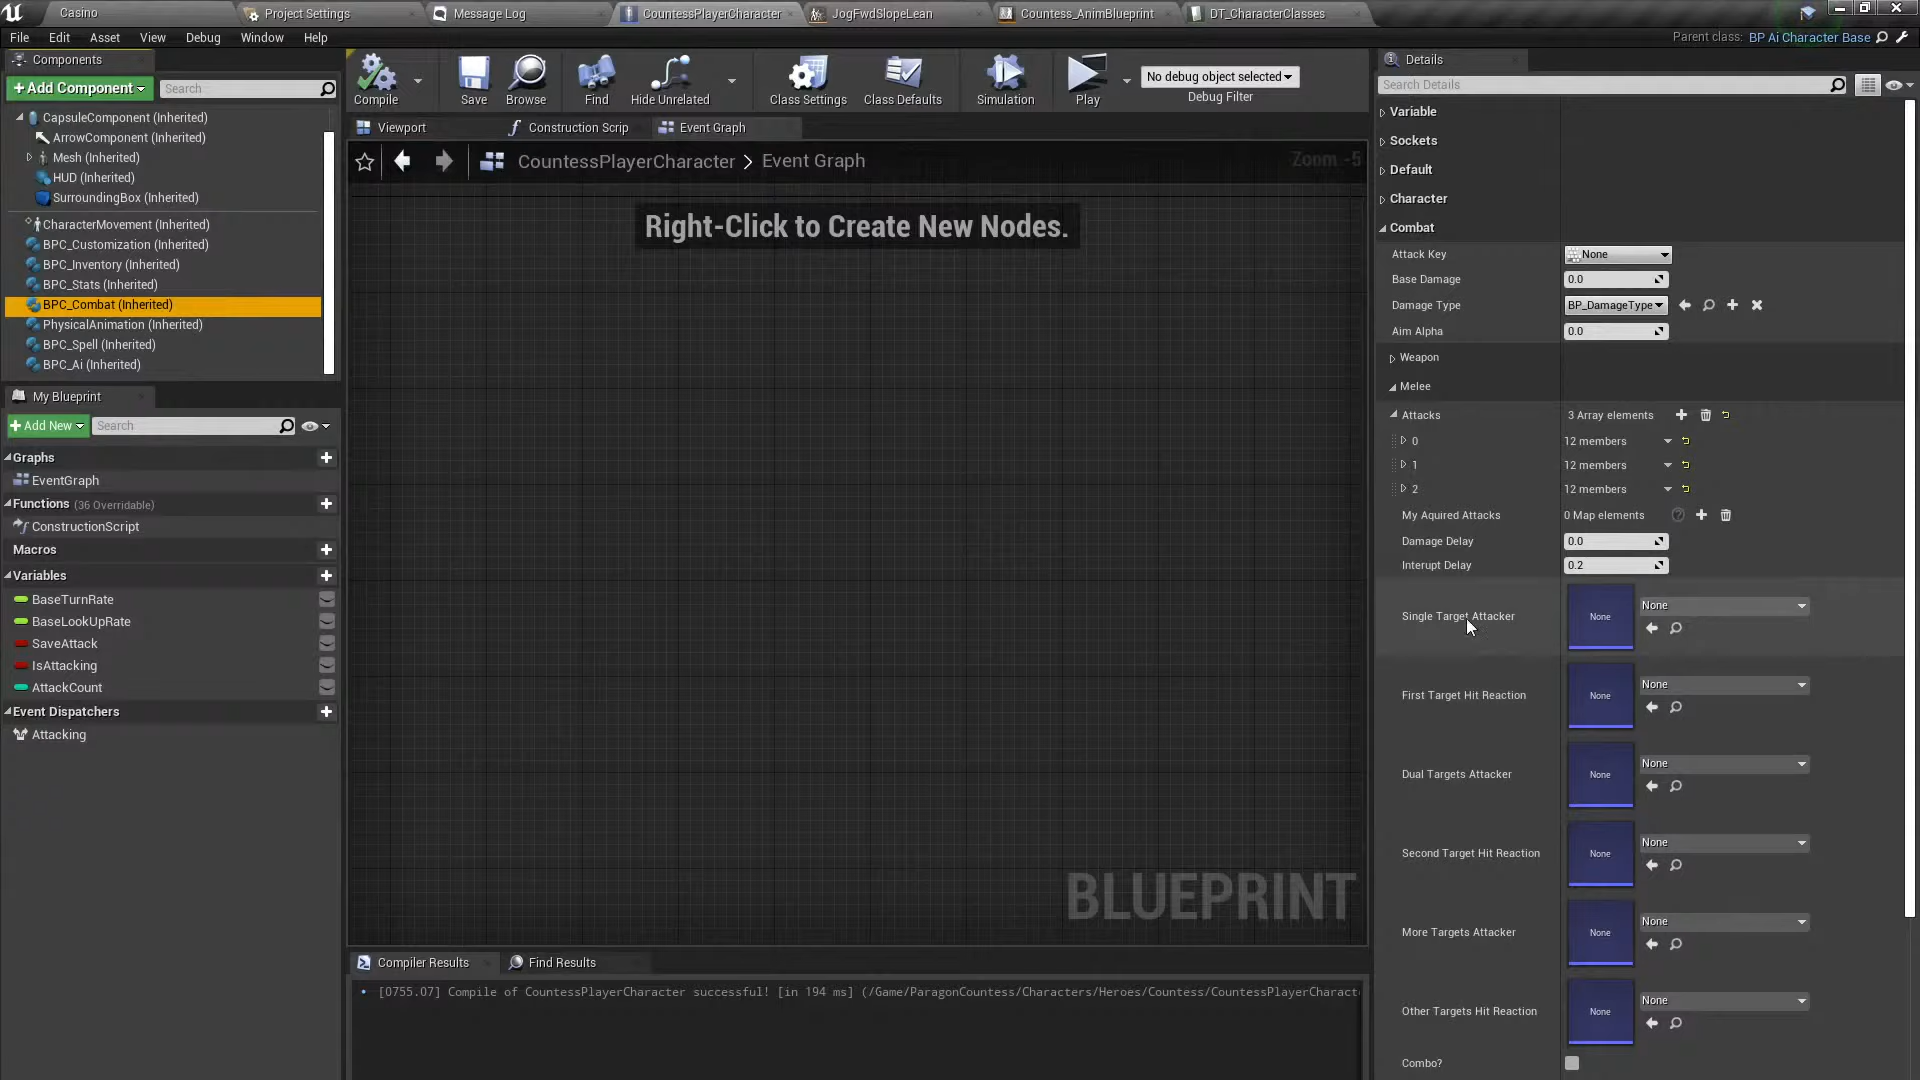 Casino
Project Settings
Message Log
CountessPlayerCharacter
JogFwdSlopeLean
Countess_AnimBlueprint
DT_CharacterClasses
File Edit Asset View Debug Window Help
Parent class: BP Ai Character Base
Components
+Add Component
Search
CapsuleComponent (Inherited)
ArrowComponent (Inherited)
Mesh (Inherited)
HUD (Inherited)
SurroundingBox (Inherited)
CharacterMovement (Inherited)
BPC_Customization (Inherited)
BPC_Inventory (Inherited)
BPC_Stats (Inherited)
BPC_Combat (Inherited)
PhysicalAnimation (Inherited)
BPC_Spell (Inherited)
BPC_Ai (Inherited)
My Blueprint
+Add New
Search
Graphs
EventGraph
Functions (36 Overridable)
ConstructionScript
Macros
Variables
BaseTurnRate
BaseLookUpRate
SaveAttack
IsAttacking
AttackCount
Event Dispatchers
Attacking
Compile
Save
Browse
Find
Hide Unrelated
Class Settings
Class Defaults
Simulation
Play
No debug object selected
Debug Filter
Viewport
Construction Scrip
Event Graph
CountessPlayerCharacter > Event Graph
Zoom -5
Right-Click to Create New Nodes.
BLUEPRINT
Compiler Results
Find Results
[0755.07] Compile of CountessPlayerCharacter successful! [in 194 ms] (/Game/ParagonCountess/Characters/Heroes/Countess/CountessPlayerCharact
Details
Search Details
Variable
Sockets
Default
Character
Combat
Attack Key None
Base Damage 0.0
Damage Type BP_DamageType
Aim Alpha 0.0
Weapon
Melee
Attacks 3 Array elements
0 12 members
1 12 members
2 12 members
My Aquired Attacks 0 Map elements
Damage Delay 0.0
Interupt Delay 0.2
Single Target Attacker None None
First Target Hit Reaction None None
Dual Targets Attacker None None
Second Target Hit Reaction None None
More Targets Attacker None None
Other Targets Hit Reaction None None
Combo?